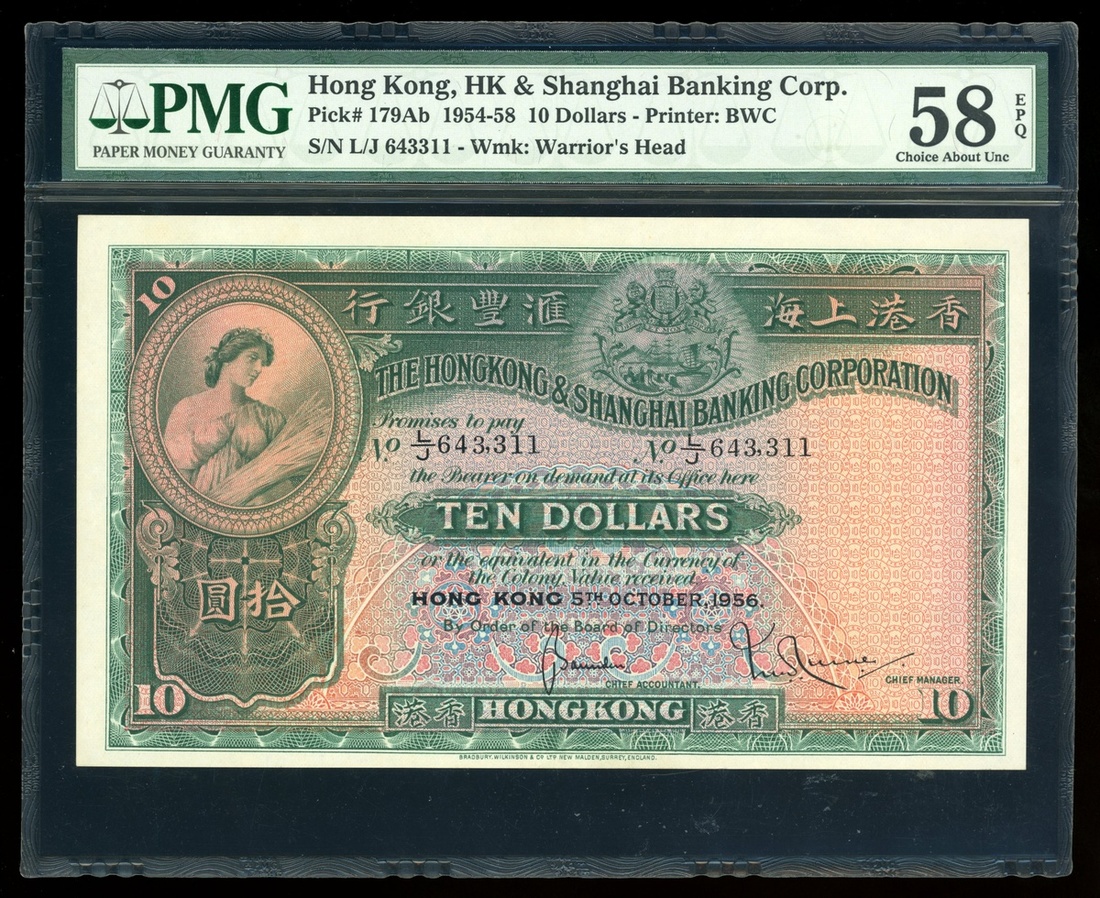 PMG
PAPER MONEY GUARANTY
Hong Kong, HK & Shanghai Banking Corp.
Pick# 179Ab 1954-58 10 Dollars - Printer: BWC
S/N L/J 643311 - Wmk: Warrior's Head
58
EPQ
Choice About Unc
10
行銀豐滙 海上港香
THE HONGKONG & SHANGHAI BANKING CORPORATION
Promises to pay
No L/J 643,311 No L/J 643,311
the Bearer on demand at its Office here
TEN DOLLARS
or the equivalent in the Currency of
the Colony, Value received
圓拾
HONG KONG 5TH OCTOBER, 1956.
By Order of the Board of Directors
CHIEF ACCOUNTANT.
CHIEF MANAGER.
10 港香 HONGKONG 港香 10
BRADBURY, WILKINSON & CO LTD NEW MALDEN, SURREY, ENGLAND.